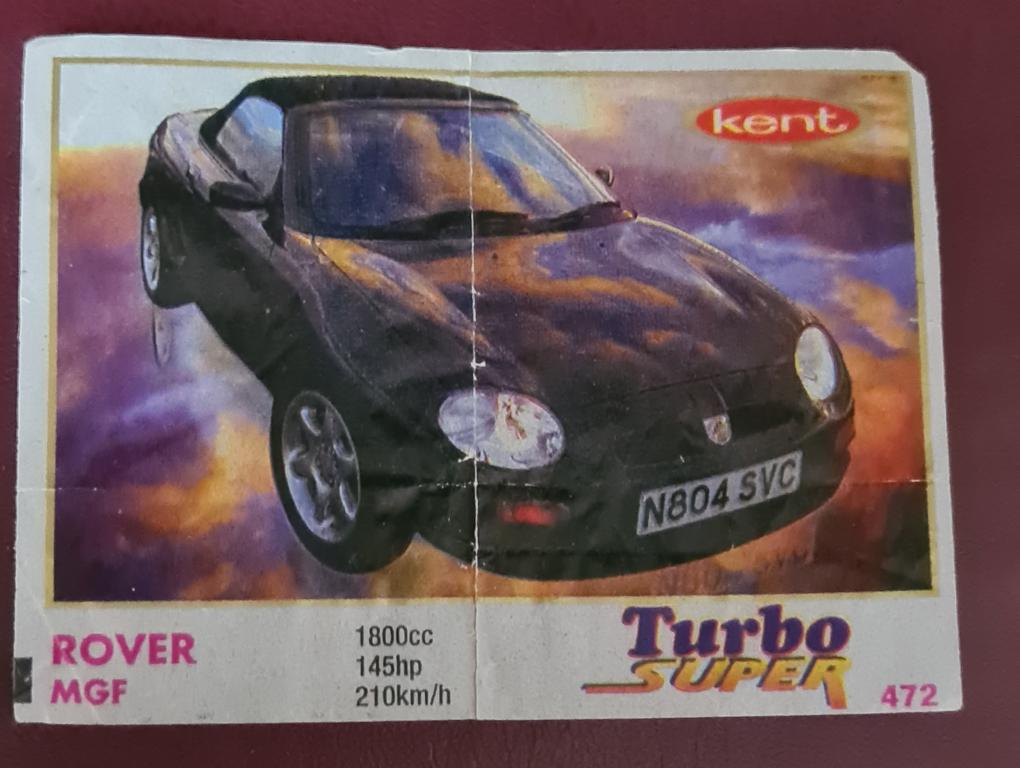 kent
N804 SVC
ROVER
MGF
1800cc
145hp
210km/h
Turbo
SUPER
472